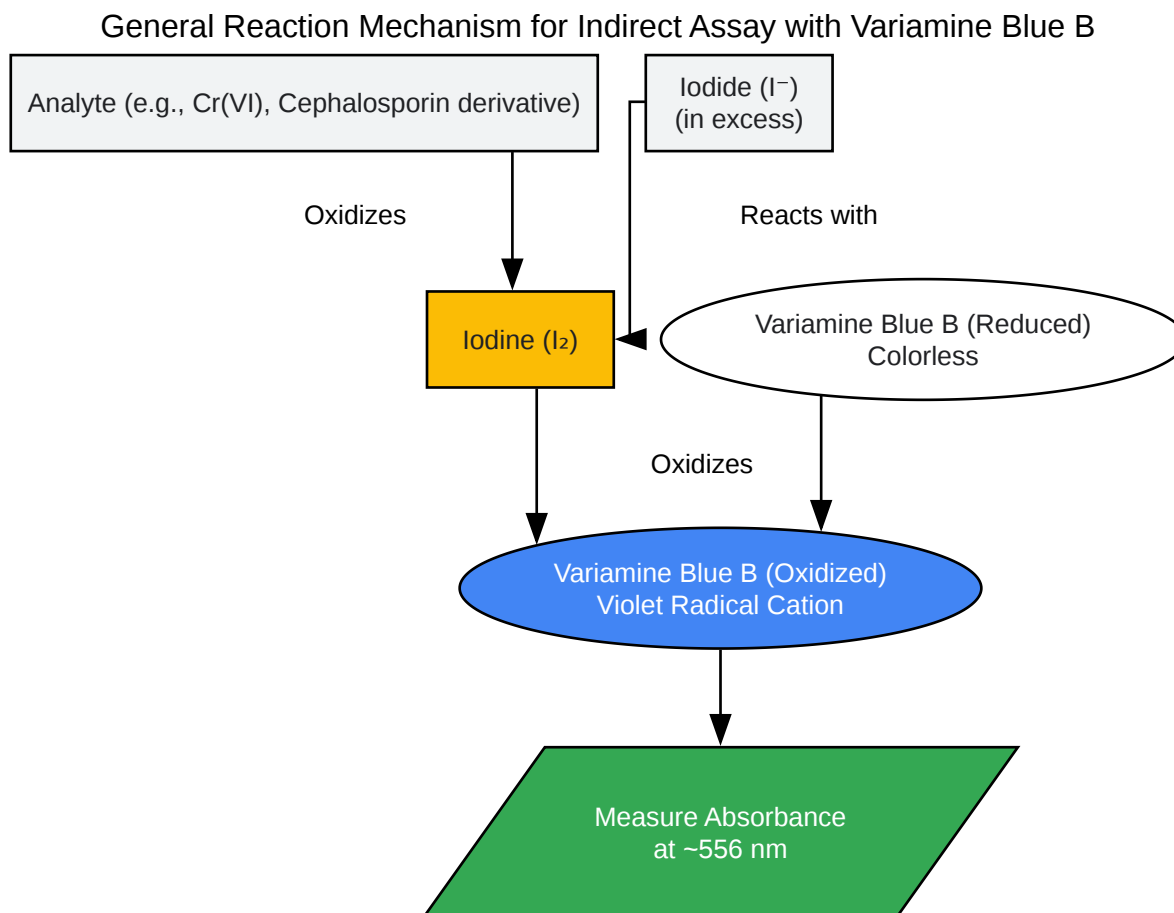 General Reaction Mechanism for Indirect Assay with Variamine Blue B
Analyte (e.g., Cr(VI), Cephalosporin derivative)
Iodide (I⁻)
(in excess)
Oxidizes
Reacts with
Iodine (I₂)
Variamine Blue B (Reduced)
Colorless
Oxidizes
Variamine Blue B (Oxidized)
Violet Radical Cation
Measure Absorbance
at ~556 nm